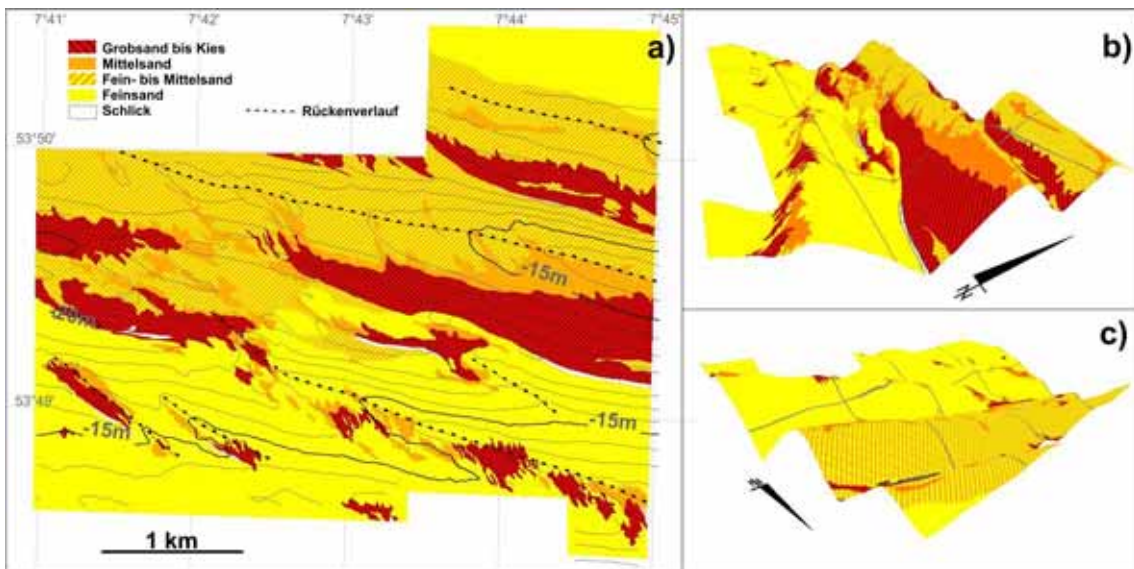 7°41' 7°42' 7°43' 7°44' 7°45'
a)
Grobsand bis Kies
Mittelsand
Fein- bis Mittelsand
Feinsand
Schlick
Rückenverlauf
53°50'
-15m
-20m
53°49'
-15m
-15m
1 km
b)
N
c)
N